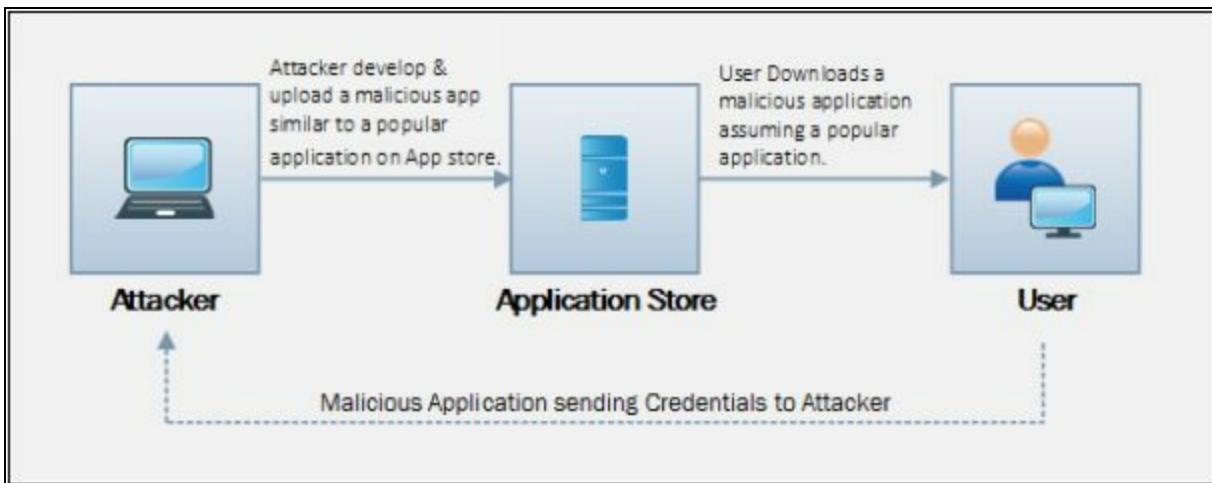 Attacker develop &
upload a malicious app
similar to a popular
application on App store.
User Downloads a
malicious application
assuming a popular
application.
Attacker
Application Store
User
Malicious Application sending Credentials to Attacker